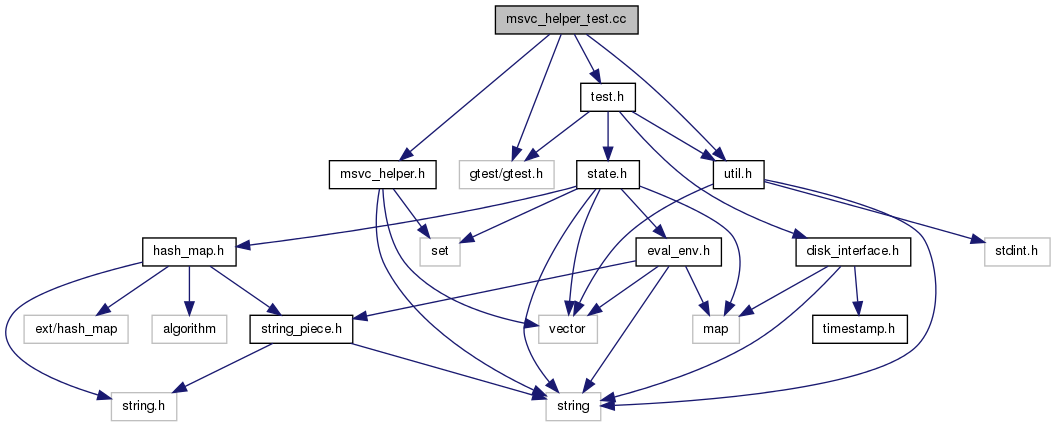 msvc_helper_test.cc
test.h
msvc_helper.h
gtest/gtest.h
state.h
util.h
hash_map.h
set
eval_env.h
disk_interface.h
stdint.h
ext/hash_map
algorithm
string_piece.h
vector
map
timestamp.h
string.h
string